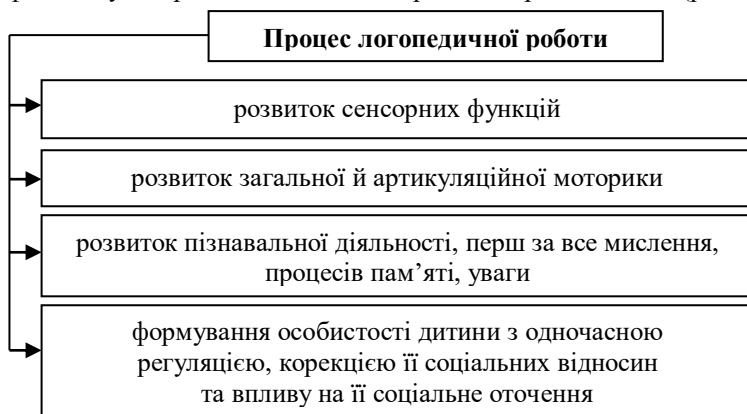 Процес логопедичної роботи
розвиток сенсорних функцій
розвиток загальної й артикуляційної моторики
розвиток пізнавальної діяльності, перш за все мислення,
процесів пам’яті, уваги
формування особистості дитини з одночасною
регуляцією, корекцією її соціальних відносин
та впливу на її соціальне оточення